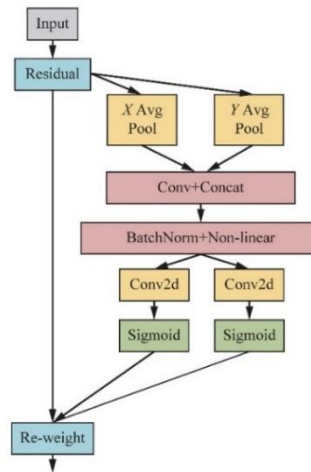 Input
Residual
X Avg
Pool
Y Avg
Pool
Conv+Concat
BatchNorm+Non-linear
Conv2d
Conv2d
Sigmoid
Sigmoid
Re-weight